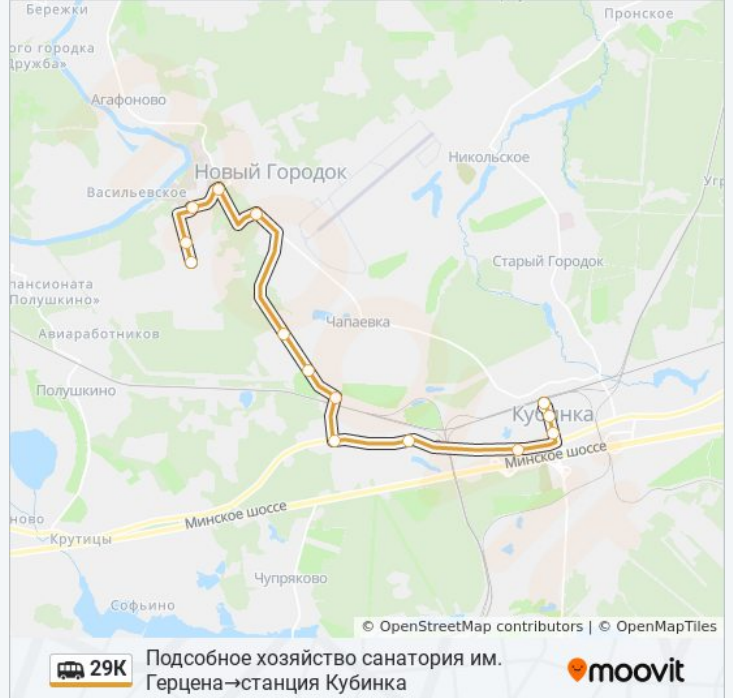 Бережки
Пронское
ого городка
Дружба»
Агафоново
Новый Городок
Никольское
Васильевское
Угр
Старый Городок
пансионата
Полушкино»
Чапаевка
Авиаработников
Полушкино
Кубинка
Минское шоссе
Минское шоссе
ново
Крутицы
Чупряково
Софьино
© OpenStreetMap contributors | © OpenMapTiles
29К
Подсобное хозяйство санатория им.
Герцена→станция Кубинка
moovit